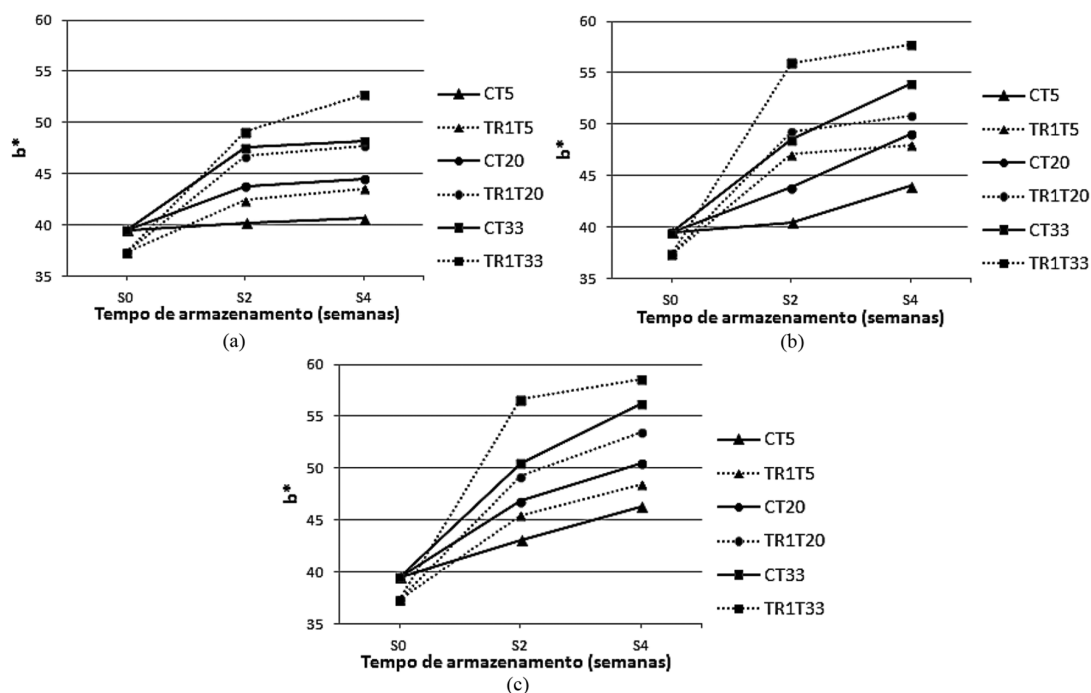 60
55
50
45
40
35
b*
S0 S2 S4
Tempo de armazenamento (semanas)
CT5
TR1T5
CT20
TR1T20
CT33
TR1T33
(a)
60
55
50
45
40
35
b*
S0 S2 S4
Tempo de armazenamento (semanas)
CT5
TR1T5
CT20
TR1T20
CT33
TR1T33
(b)
60
55
50
45
40
35
b*
S0 S2 S4
Tempo de armazenamento (semanas)
CT5
TR1T5
CT20
TR1T20
CT33
TR1T33
(c)